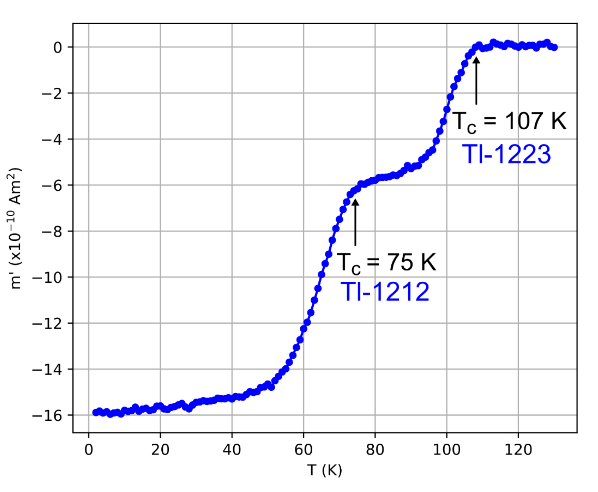 0
−2
−4
−6
−8
−10
−12
−14
−16
m' (x10⁻¹⁰ Am²)
T_c = 107 K
Tl-1223
T_c = 75 K
Tl-1212
0 20 40 60 80 100 120
T (K)